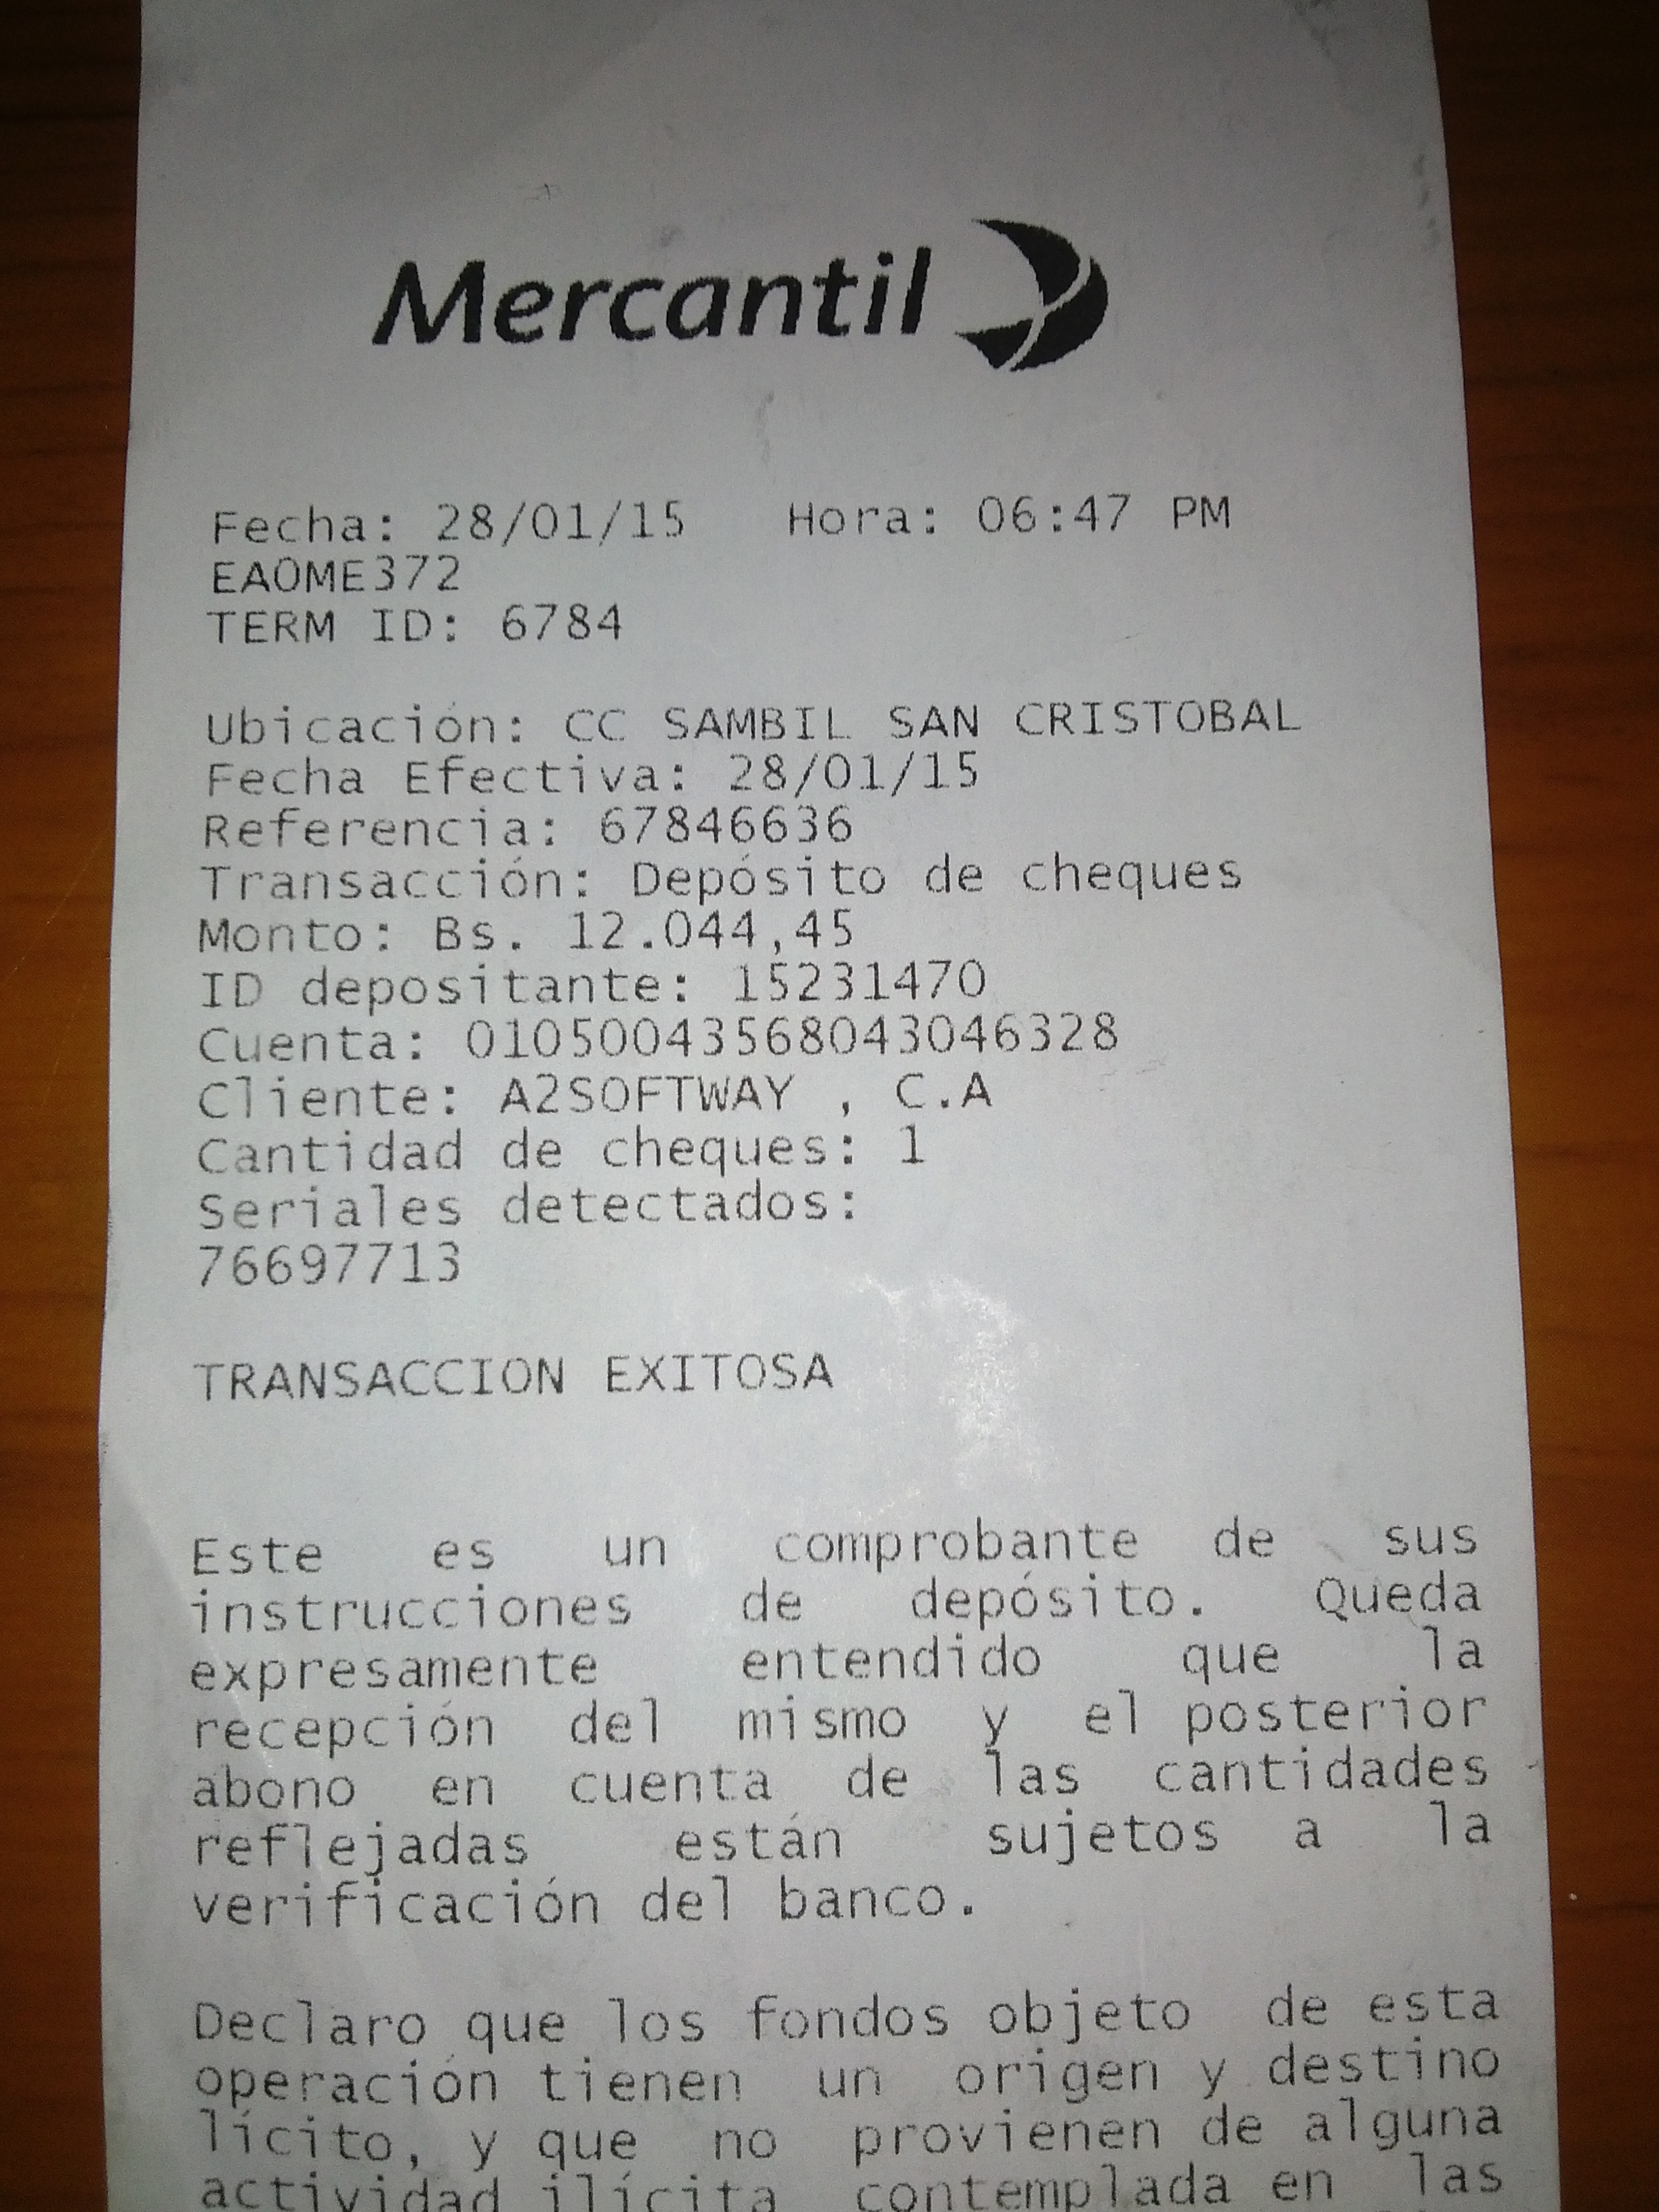 Mercantil
Fecha: 28/01/15 Hora: 06:47 PM
EA0ME372
TERM ID: 6784
Ubicación: CC SAMBIL SAN CRISTOBAL
Fecha Efectiva: 28/01/15
Referencia: 67846636
Transacción: Depósito de cheques
Monto: Bs. 12.044,45
ID depositante: 15231470
Cuenta: 01050043568043046328
Cliente: A2SOFTWAY , C.A
Cantidad de cheques: 1
Seriales detectados:
76697713
TRANSACCION EXITOSA
Este es un comprobante de sus
instrucciones de depósito. Queda
expresamente entendido que la
recepción del mismo y el posterior
abono en cuenta de las cantidades
reflejadas están sujetos a la
verificación del banco.
Declaro que los fondos objeto de esta
operación tienen un origen y destino
lícito, y que no provienen de alguna
actividad ilícita contemplada en las